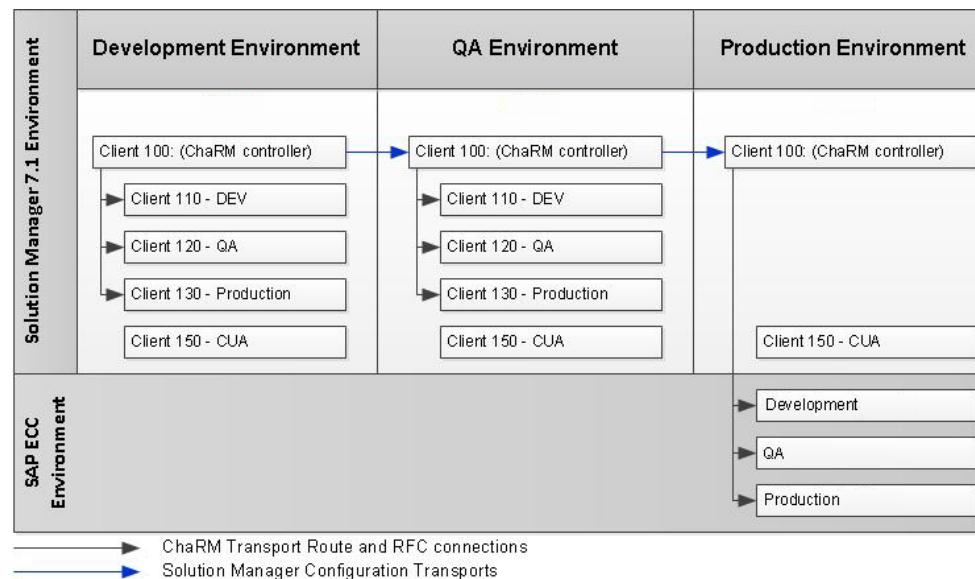 Development Environment
QA Environment
Production Environment
Solution Manager 7.1 Environment
Client 100: (ChaRM controller)
Client 110 - DEV
Client 120 - QA
Client 130 - Production
Client 150 - CUA
Client 100: (ChaRM controller)
Client 110 - DEV
Client 120 - QA
Client 130 - Production
Client 150 - CUA
Client 100: (ChaRM controller)
Client 150 - CUA
SAP ECC
Environment
Development
QA
Production
ChaRM Transport Route and RFC connections
Solution Manager Configuration Transports